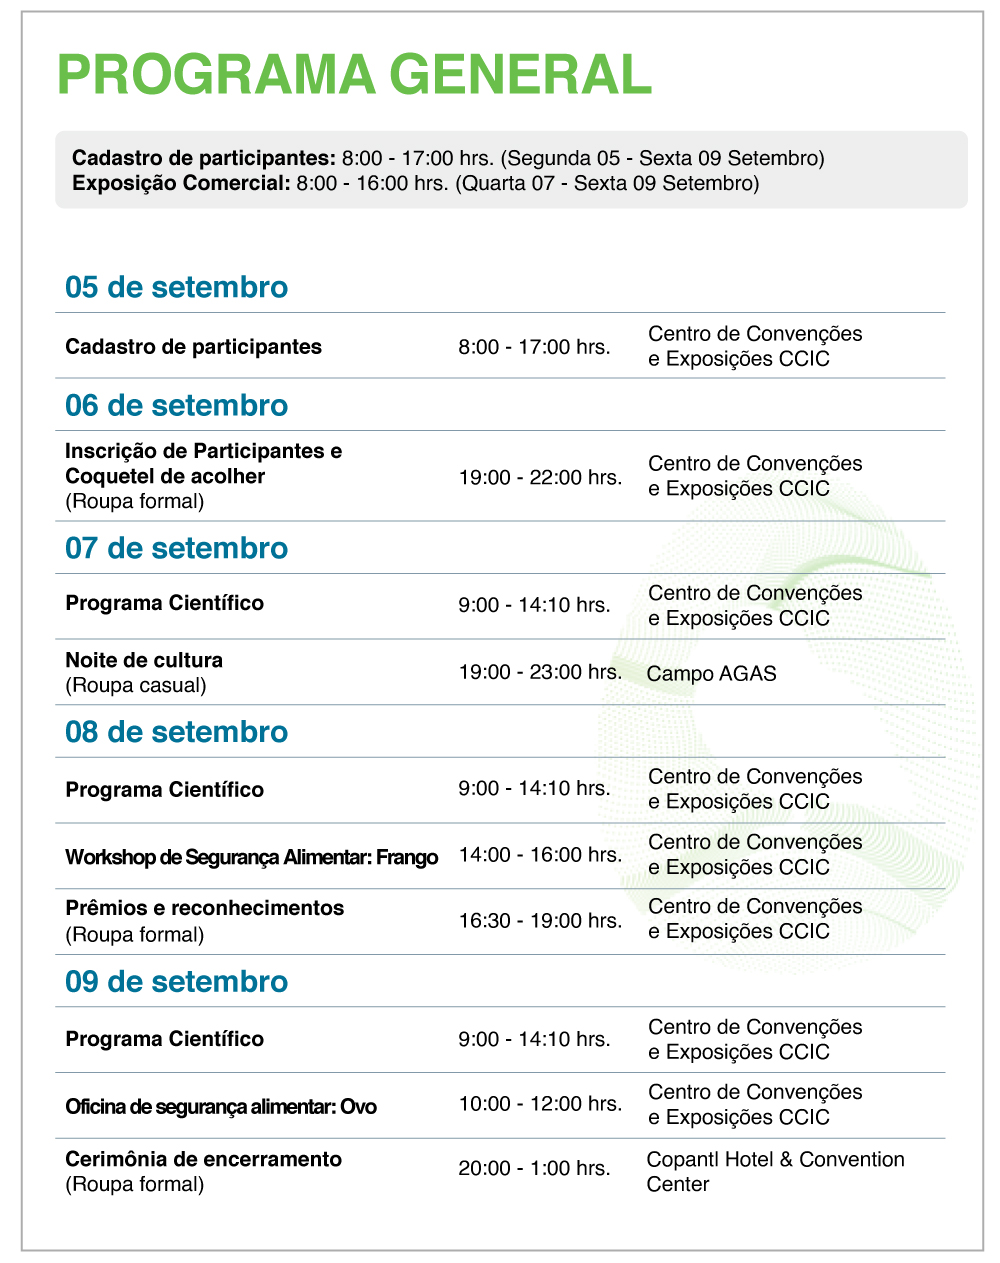 PROGRAMA GENERAL
Cadastro de participantes: 8:00 - 17:00 hrs. (Segunda 05 - Sexta 09 Setembro)
Exposição Comercial: 8:00 - 16:00 hrs. (Quarta 07 - Sexta 09 Setembro)
05 de setembro
Cadastro de participantes
8:00 - 17:00 hrs.
Centro de Convenções
e Exposições CCIC
06 de setembro
Inscrição de Participantes e
Coquetel de acolher
(Roupa formal)
19:00 - 22:00 hrs.
Centro de Convenções
e Exposições CCIC
07 de setembro
Programa Científico
9:00 - 14:10 hrs.
Centro de Convenções
e Exposições CCIC
Noite de cultura
(Roupa casual)
19:00 - 23:00 hrs.
Campo AGAS
08 de setembro
Programa Científico
9:00 - 14:10 hrs.
Centro de Convenções
e Exposições CCIC
Workshop de Segurança Alimentar: Frango
14:00 - 16:00 hrs.
Centro de Convenções
e Exposições CCIC
Prêmios e reconhecimentos
(Roupa formal)
16:30 - 19:00 hrs.
Centro de Convenções
e Exposições CCIC
09 de setembro
Programa Científico
9:00 - 14:10 hrs.
Centro de Convenções
e Exposições CCIC
Oficina de segurança alimentar: Ovo
10:00 - 12:00 hrs.
Centro de Convenções
e Exposições CCIC
Cerimônia de encerramento
(Roupa formal)
20:00 - 1:00 hrs.
Copantl Hotel & Convention
Center